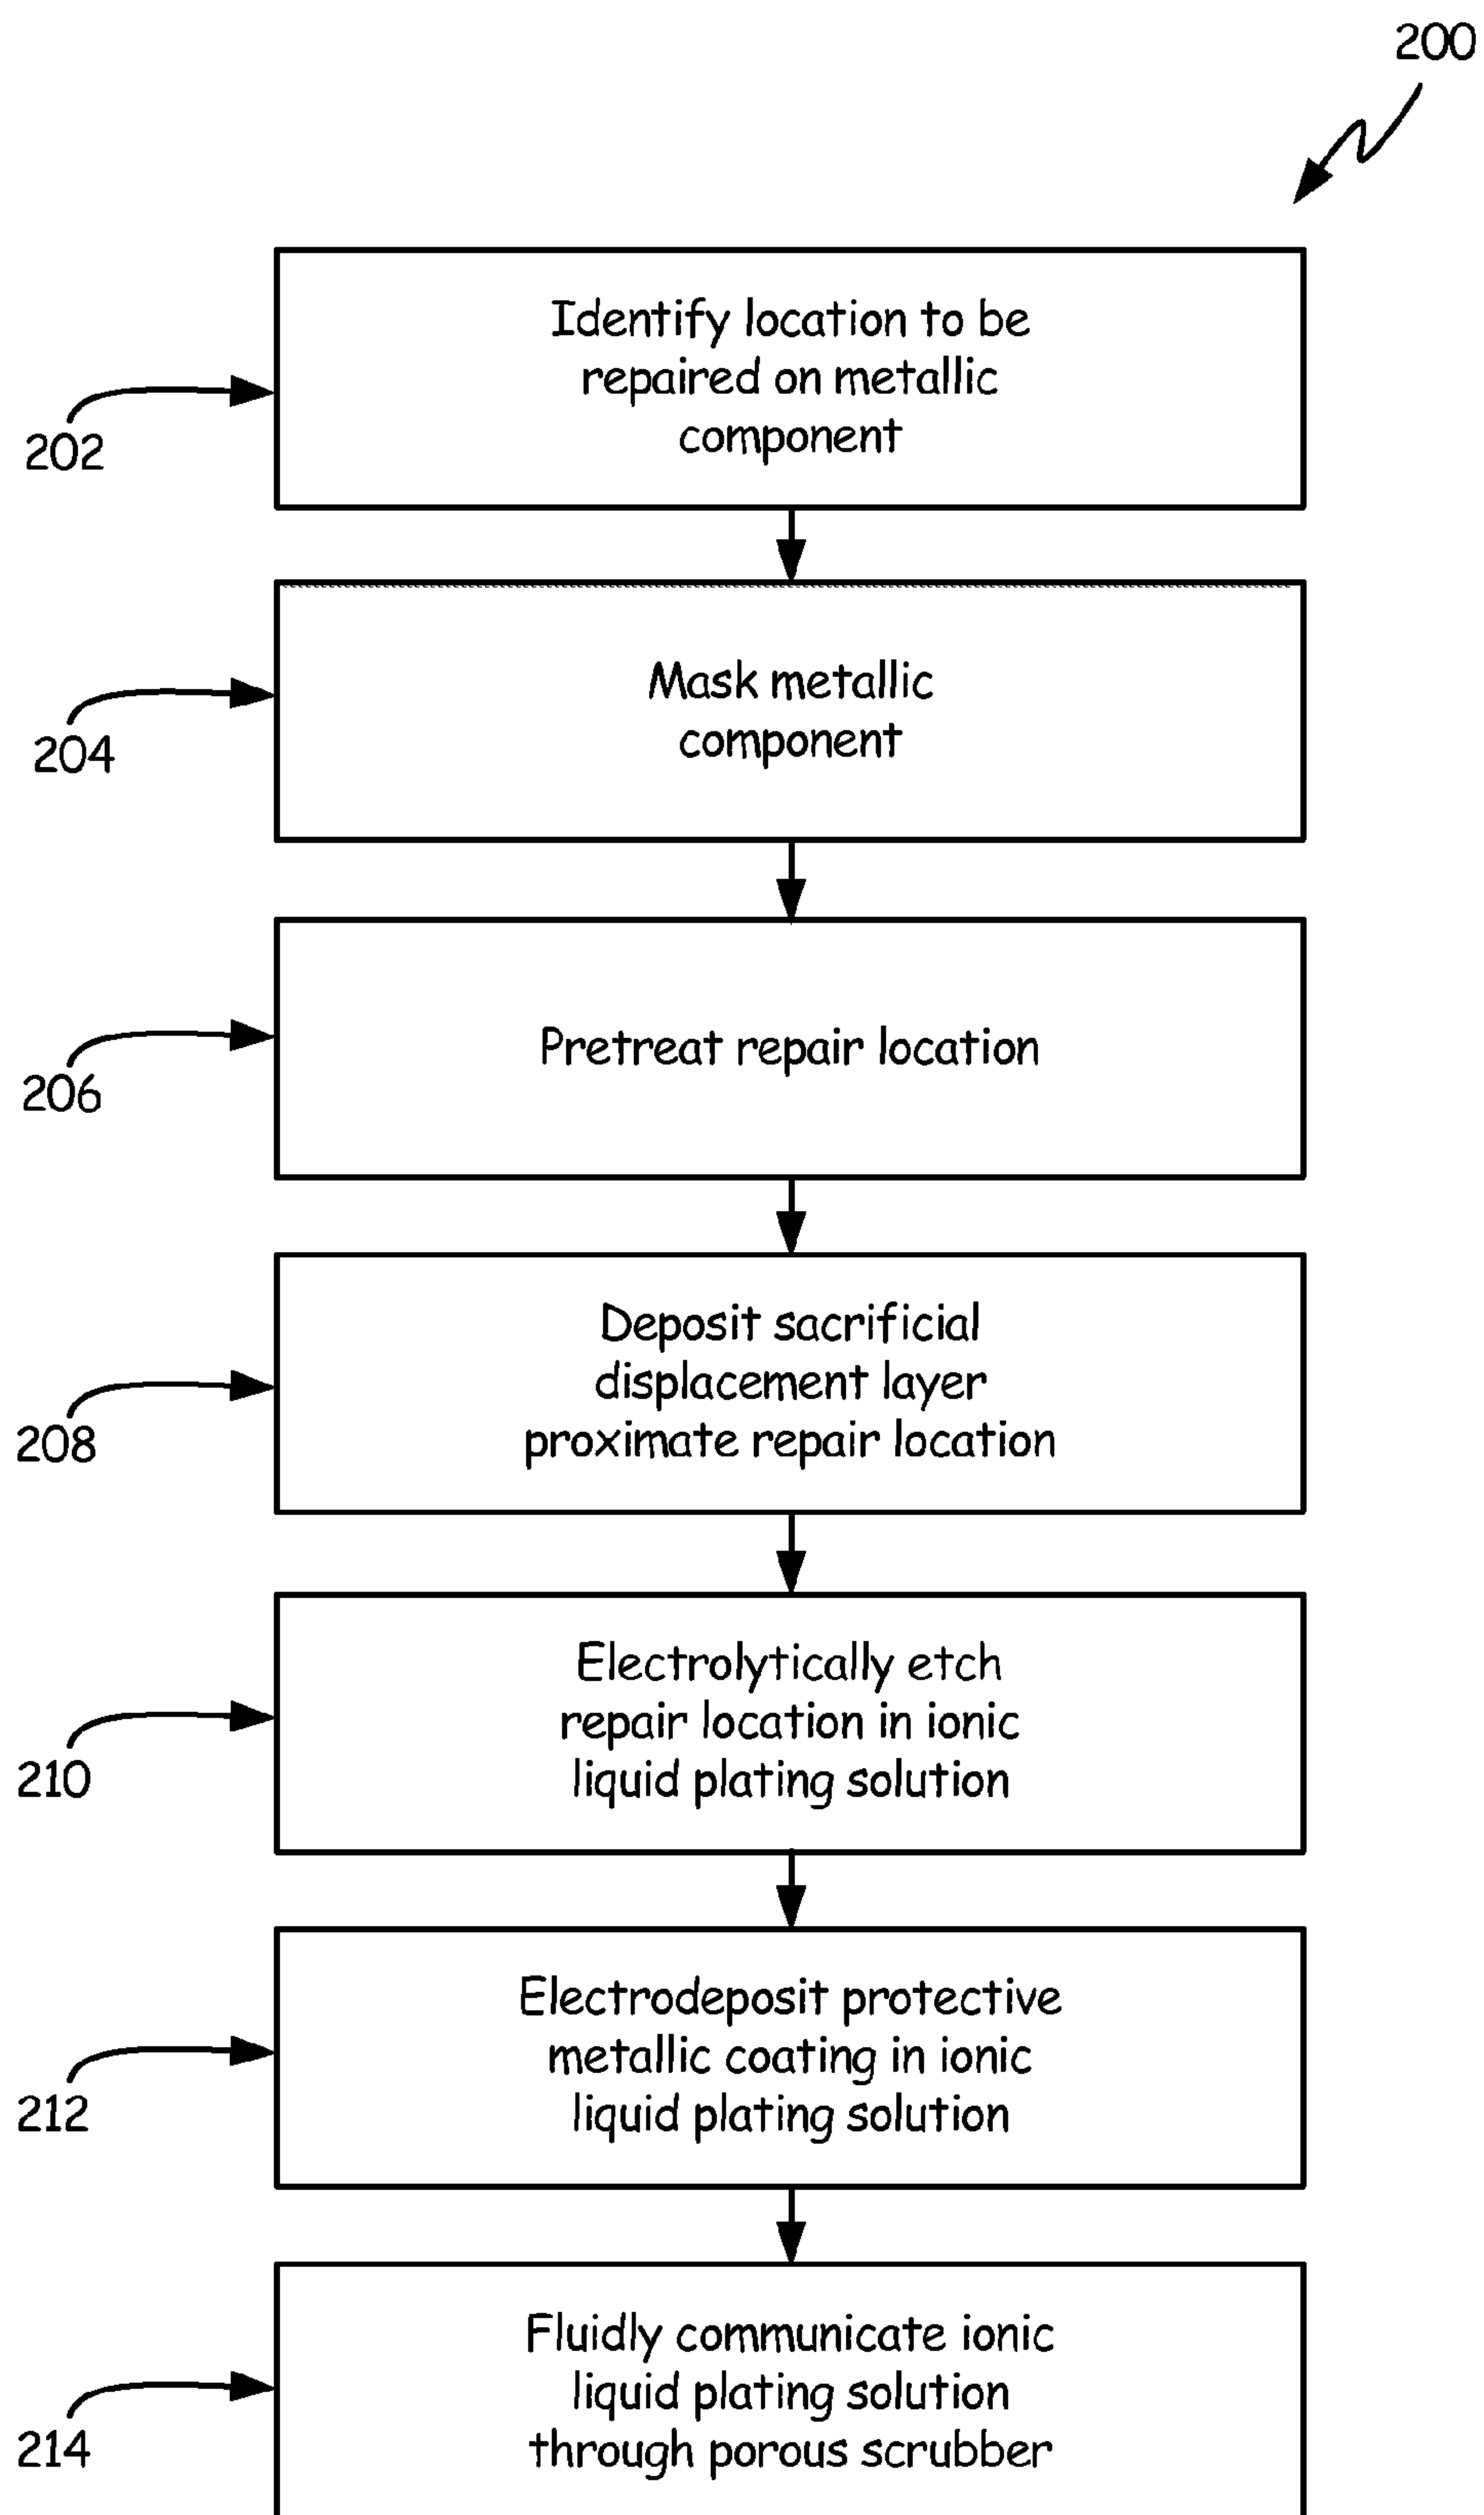 200
Identify location to be
repaired on metallic
component
202
Mask metallic
component
204
Pretreat repair location
206
Deposit sacrificial
displacement layer
proximate repair location
208
Electrolytically etch
repair location in ionic
liquid plating solution
210
Electrodeposit protective
metallic coating in ionic
liquid plating solution
212
Fluidly communicate ionic
liquid plating solution
through porous scrubber
214